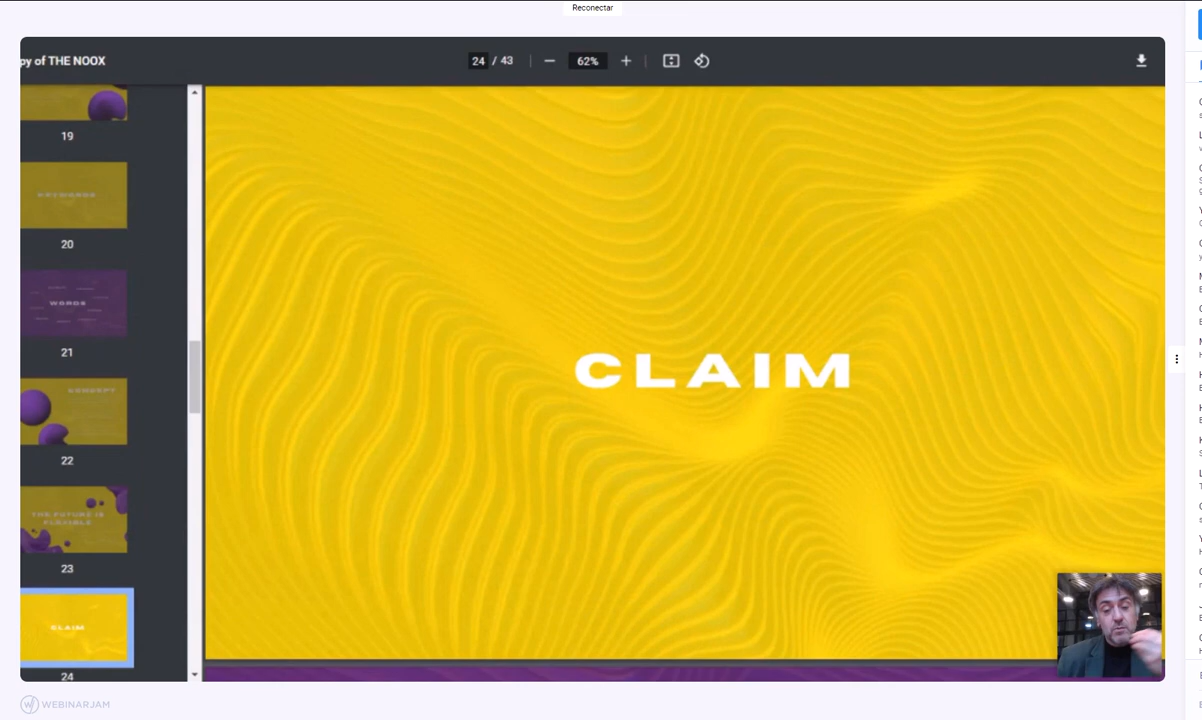 Reconectar
py of THE NOOX
24 / 43
62%
19
KEYWORDS
20
WORDS
21
CONCEPT
22
THE FUTURE IS
23
CLAIM
24
CLAIM
WEBINARJAM